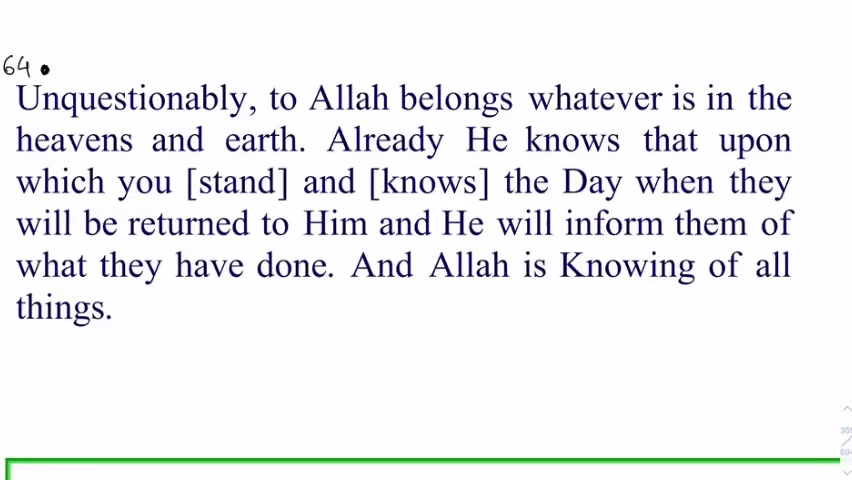 64.
Unquestionably, to Allah belongs whatever is in the
heavens and earth. Already He knows that upon
which you [stand] and [knows] the Day when they
will be returned to Him and He will inform them of
what they have done. And Allah is Knowing of all
things.